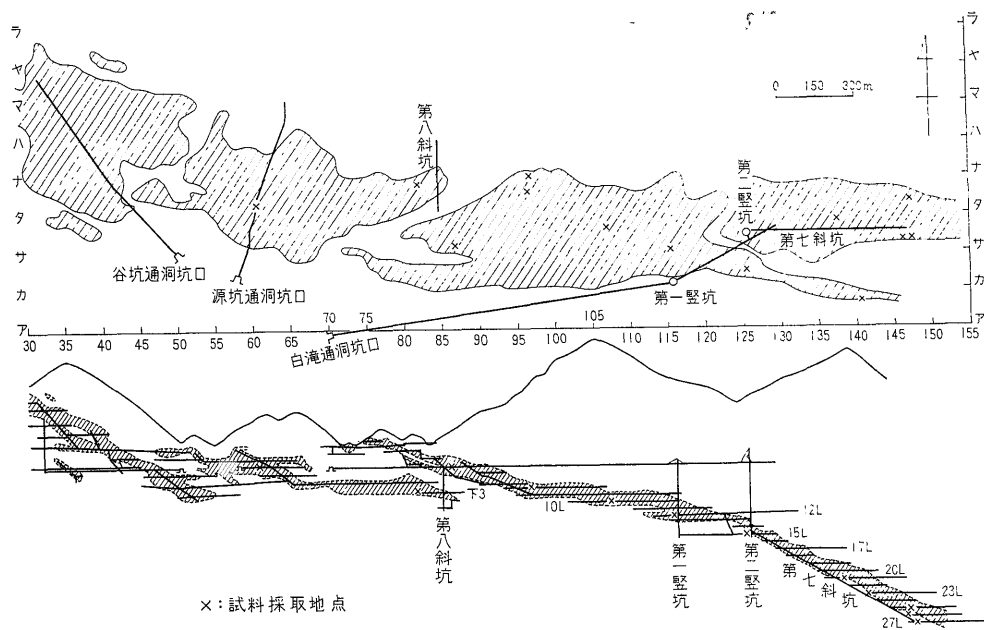 ラ
ヤ
マ
ハ
ナ
タ
サ
カ
ア
ラ
ヤ
マ
ハ
ナ
タ
サ
カ
ア
0 150 300m
第八斜坑
第二竪坑
第七斜坑
第一竪坑
谷坑通洞坑口
源坑通洞坑口
白滝通洞坑口
70 75 105
30 35 40 45 50 55 60 65 80 85 90 95 100 110 115 120 125 130 135 140 145 150 155
下3
10L
12L
15L
17L
20L
23L
27L
第八斜坑
第一竪坑
第二竪坑
第七斜坑
×:試料採取地点